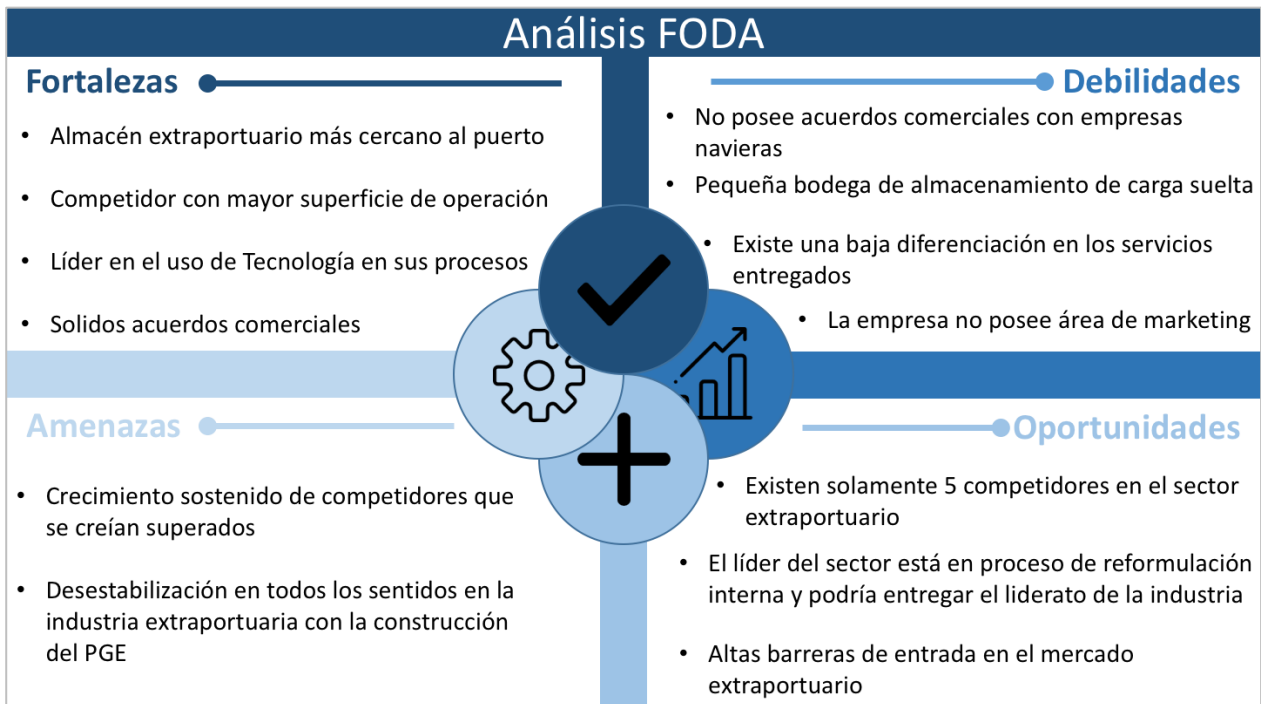 Análisis FODA
Fortalezas
• Almacén extraportuario más cercano al puerto
• Competidor con mayor superficie de operación
• Líder en el uso de Tecnología en sus procesos
• Solidos acuerdos comerciales
Debilidades
• No posee acuerdos comerciales con empresas
navieras
• Pequeña bodega de almacenamiento de carga suelta
• Existe una baja diferenciación en los servicios
entregados
• La empresa no posee área de marketing
Amenazas
• Crecimiento sostenido de competidores que
se creían superados
• Desestabilización en todos los sentidos en la
industria extraportuaria con la construcción
del PGE
Oportunidades
• Existen solamente 5 competidores en el sector
extraportuario
• El líder del sector está en proceso de reformulación
interna y podría entregar el liderato de la industria
• Altas barreras de entrada en el mercado
extraportuario